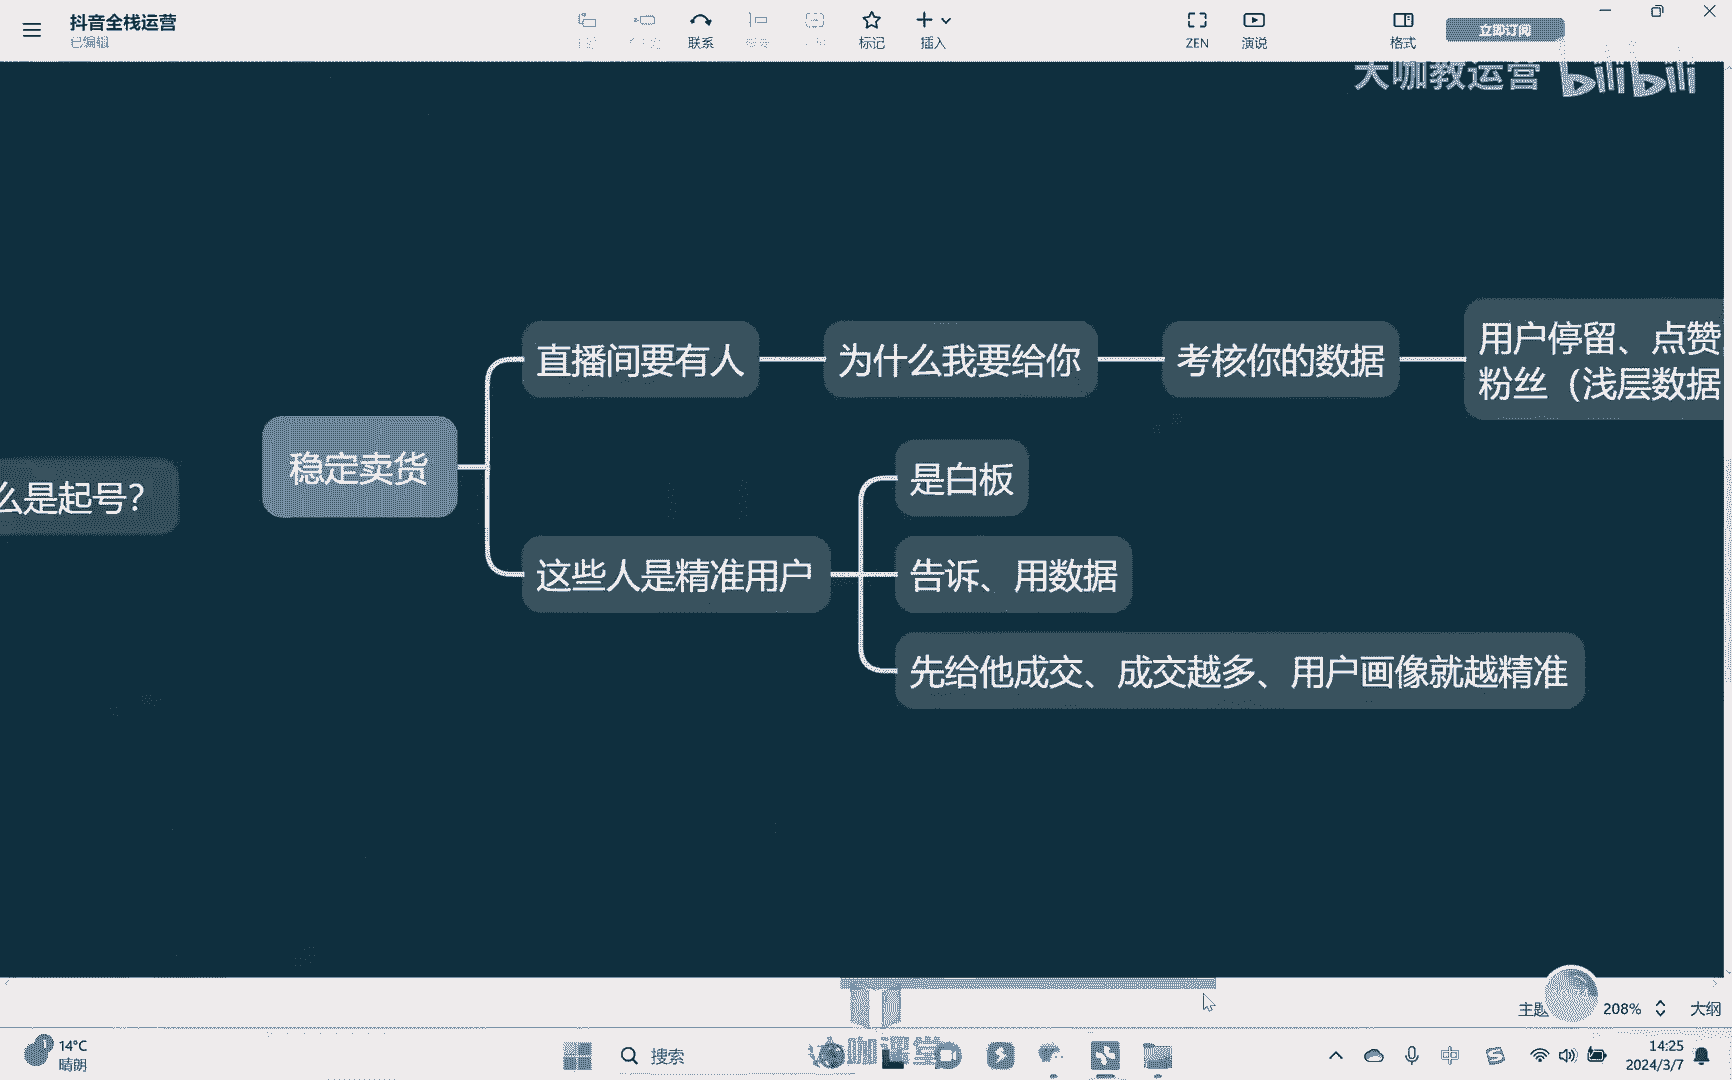 抖音全栈运营
已编辑
联系
标记
插入
ZEN
演说
格式
立即订阅
大咖教运营 bilibili
直播间要有人
为什么我要给你
考核你的数据
用户停留、点赞
粉丝（浅层数据
稳定卖货
么是起号？
是白板
这些人是精准用户
告诉、用数据
先给他成交、成交越多、用户画像就越精准
主题
208%
大纲
14°C
晴朗
搜索
咖课堂
中
14:25
2024/3/7